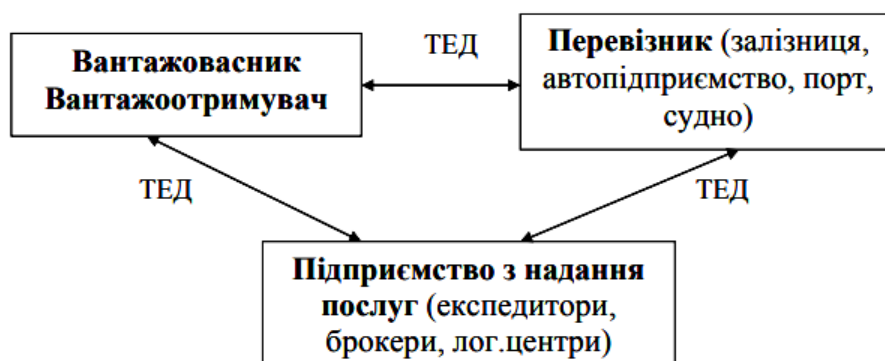 Вантажовасник
Вантажоотримувач
ТЕД
Перевізник (залізниця,
автопідприємство, порт,
судно)
ТЕД
ТЕД
Підприємство з надання
послуг (експедитори,
брокери, лог.центри)